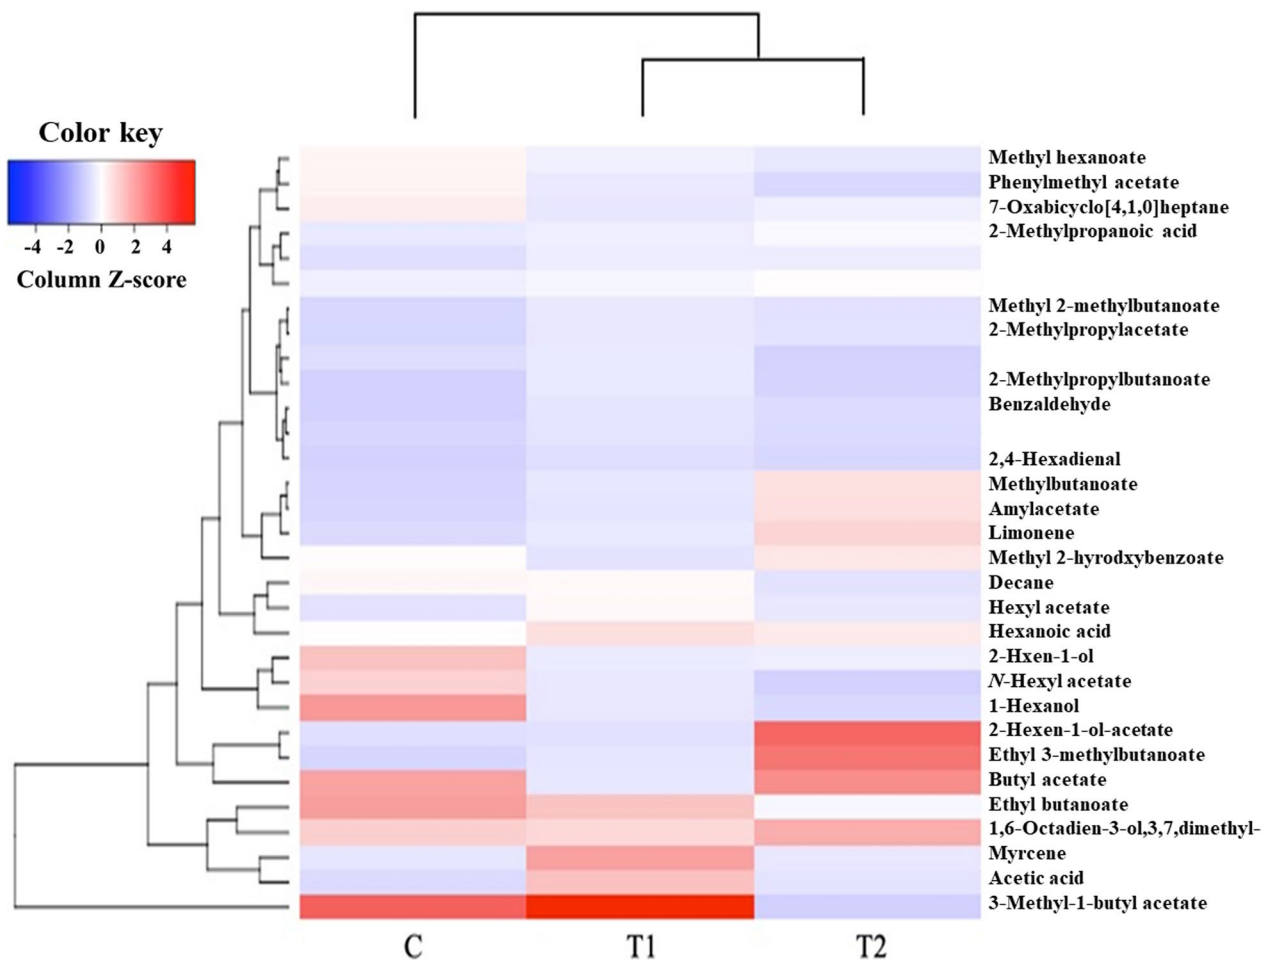 Color key
-4 -2 0 2 4
Column Z-score
Methyl hexanoate
Phenylmethyl acetate
7-Oxabicyclo[4,1,0]heptane
2-Methylpropanoic acid
Methyl 2-methylbutanoate
2-Methylpropylacetate
2-Methylpropylbutanoate
Benzaldehyde
2,4-Hexadienal
Methylbutanoate
Amylacetate
Limonene
Methyl 2-hyrodxybenzoate
Decane
Hexyl acetate
Hexanoic acid
2-Hxen-1-ol
N-Hexyl acetate
1-Hexanol
2-Hexen-1-ol-acetate
Ethyl 3-methylbutanoate
Butyl acetate
Ethyl butanoate
1,6-Octadien-3-ol,3,7,dimethyl-
Myrcene
Acetic acid
3-Methyl-1-butyl acetate
C T1 T2